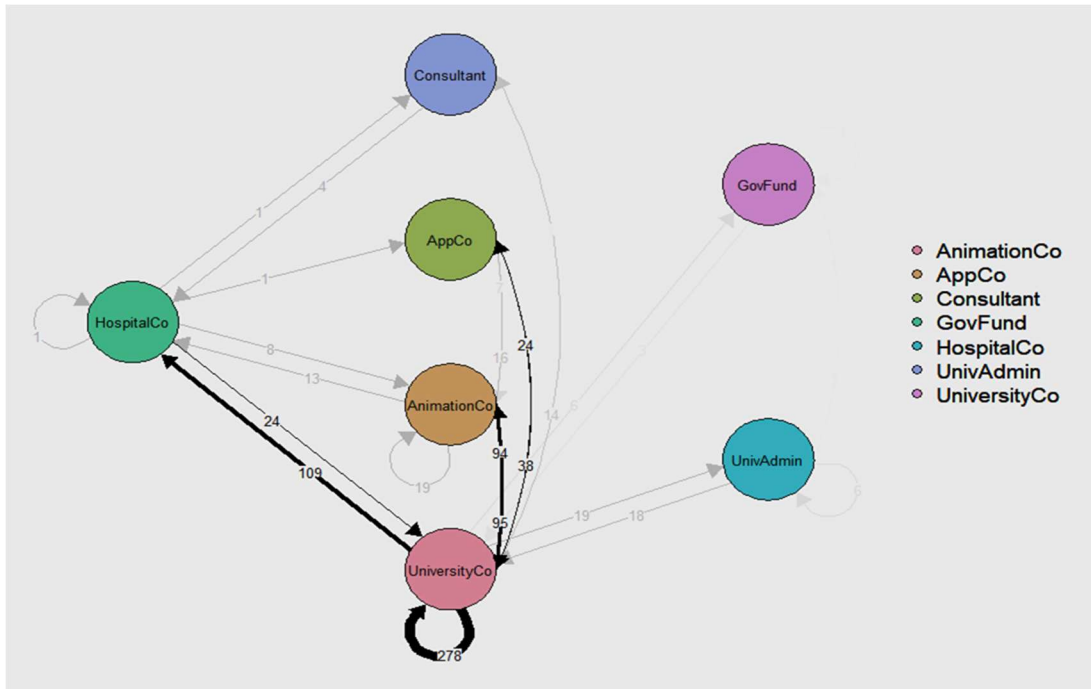 Consultant
GovFund
1
4
AppCo
1
7
HospitalCo
1
8
16
24
5
6
13
AnimationCo
14
24
94
38
UnivAdmin
109
19
6
95
19
18
UniversityCo
278
AnimationCo
AppCo
Consultant
GovFund
HospitalCo
UnivAdmin
UniversityCo